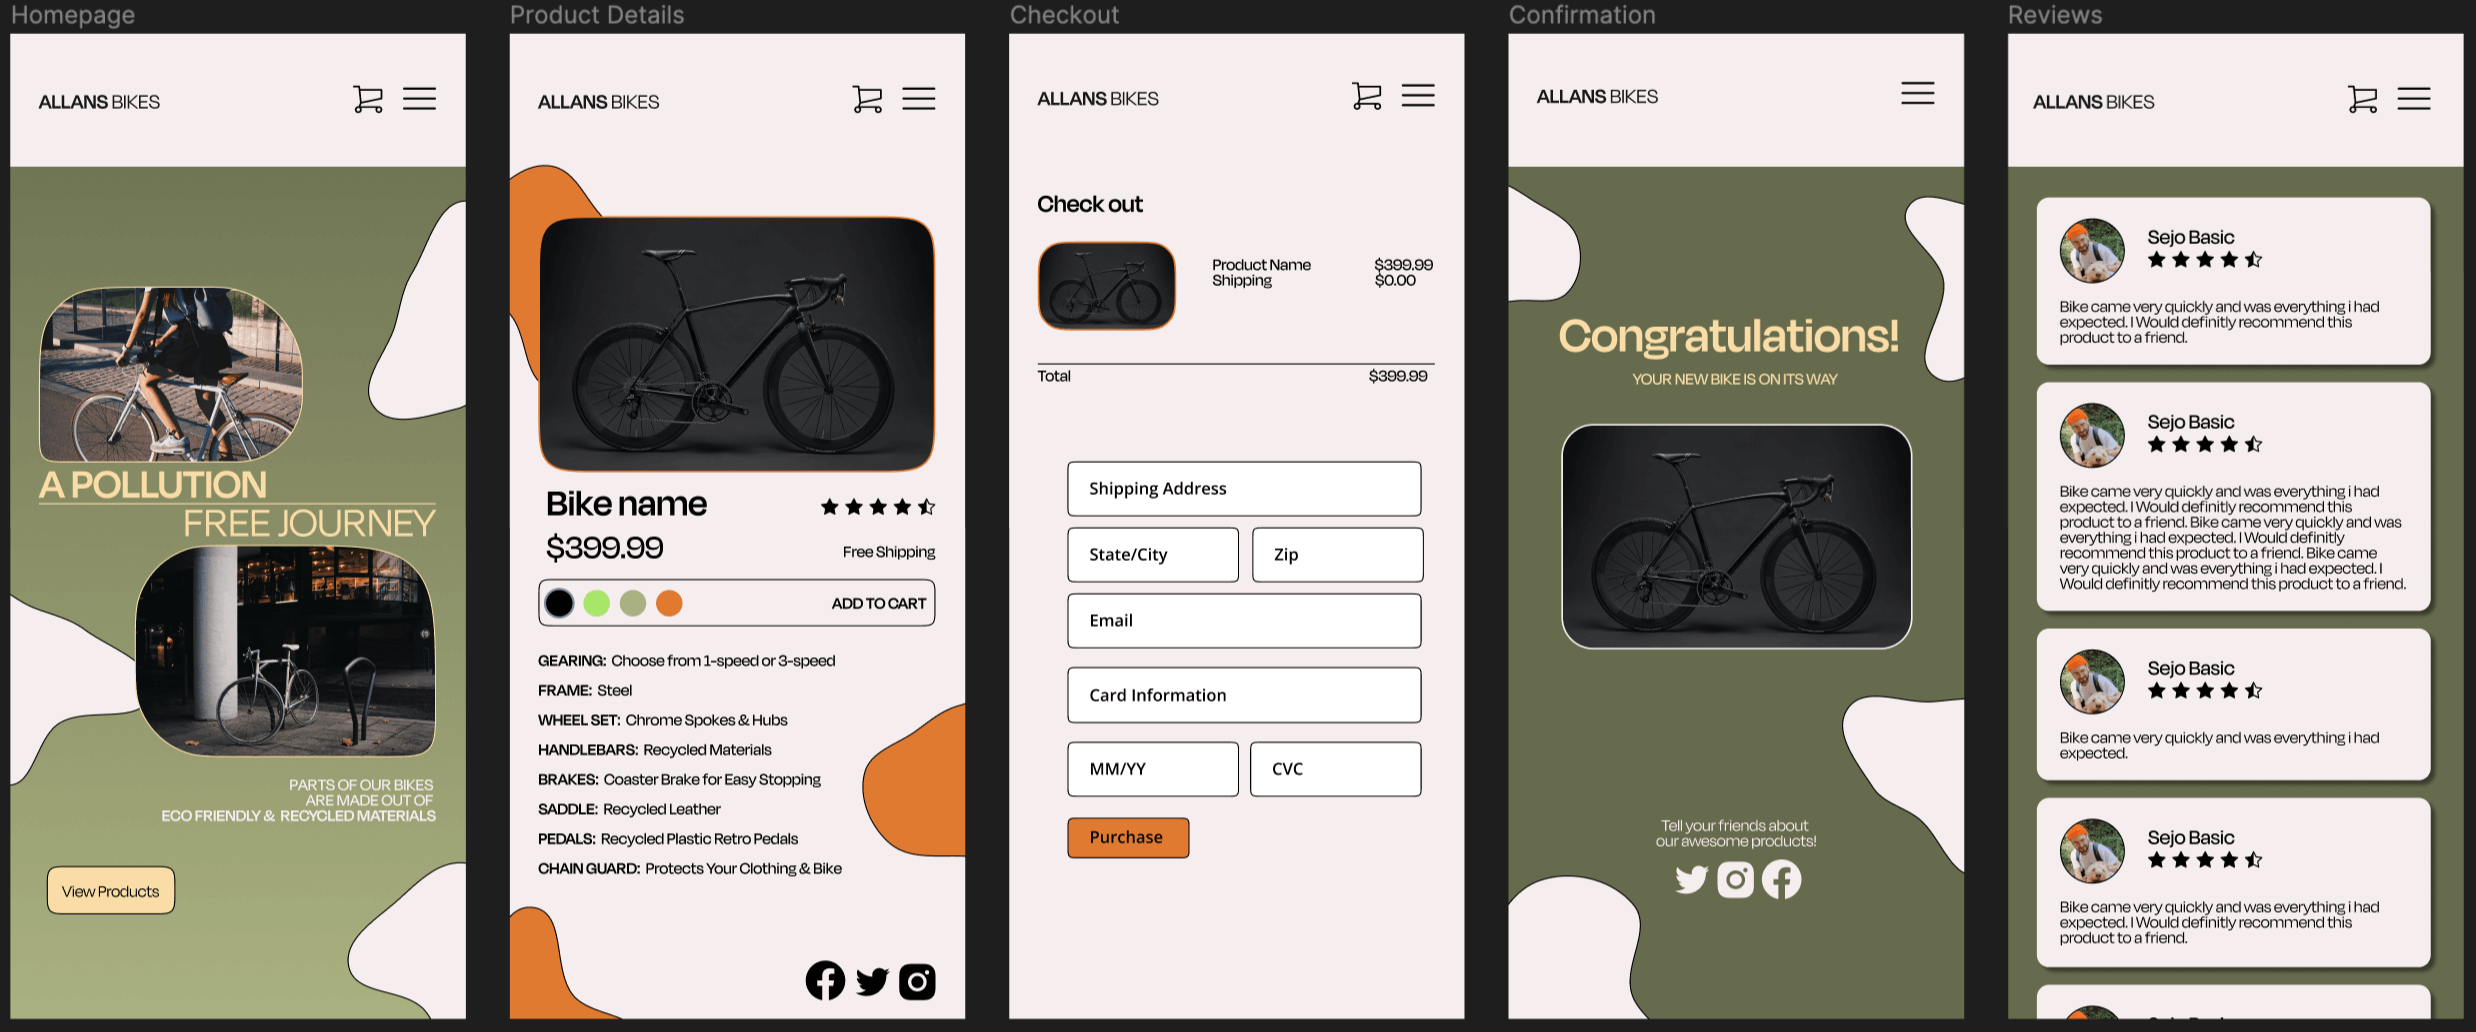 Homepage
ALLANS BIKES
A POLLUTION
FREE JOURNEY
PARTS OF OUR BIKES
ARE MADE OUT OF
ECO FRIENDLY & RECYCLED MATERIALS
View Products
Product Details
ALLANS BIKES
Bike name
$399.99
Free Shipping
ADD TO CART
GEARING: Choose from 1-speed or 3-speed
FRAME: Steel
WHEEL SET: Chrome Spokes & Hubs
HANDLEBARS: Recycled Materials
BRAKES: Coaster Brake for Easy Stopping
SADDLE: Recycled Leather
PEDALS: Recycled Plastic Retro Pedals
CHAIN GUARD: Protects Your Clothing & Bike
Checkout
ALLANS BIKES
Check out
Product Name $399.99
Shipping $0.00
Total $399.99
Shipping Address
State/City Zip
Email
Card Information
MM/YY CVC
Purchase
Confirmation
ALLANS BIKES
Congratulations!
YOUR NEW BIKE IS ON ITS WAY
Tell your friends about
our awesome products!
Reviews
ALLANS BIKES
Sejo Basic
Bike came very quickly and was everything i had
expected. I Would definitly recommend this
product to a friend.
Sejo Basic
Bike came very quickly and was everything i had
expected. I Would definitly recommend this
product to a friend. Bike came very quickly and was
everything i had expected. I Would definitly
recommend this product to a friend. Bike came
very quickly and was everything i had expected. I
Would definitly recommend this product to a friend.
Sejo Basic
Bike came very quickly and was everything i had
expected.
Sejo Basic
Bike came very quickly and was everything i had
expected. I Would definitly recommend this
product to a friend.